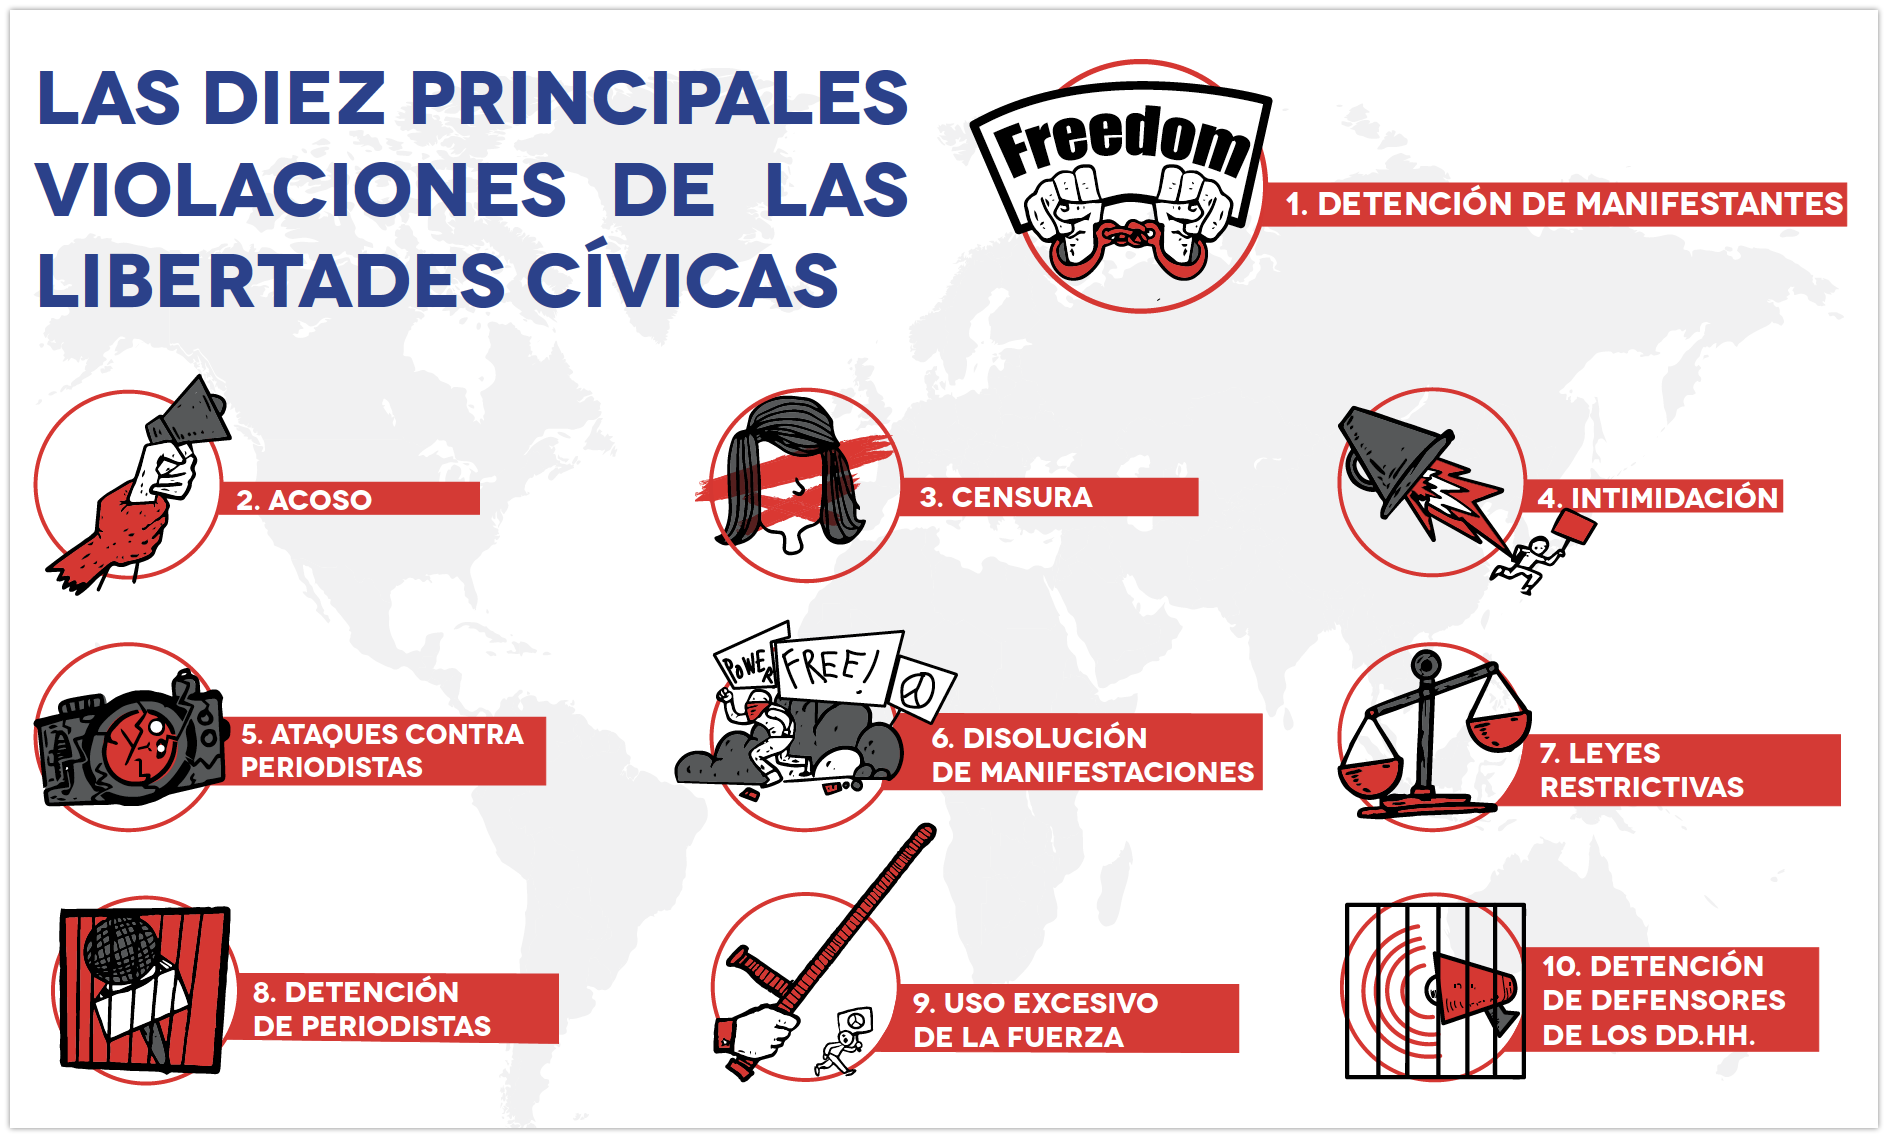 LAS DIEZ PRINCIPALES
VIOLACIONES DE LAS
LIBERTADES CÍVICAS
Freedom
1. DETENCIÓN DE MANIFESTANTES
2. ACOSO
3. CENSURA
4. INTIMIDACIÓN
5. ATAQUES CONTRA
PERIODISTAS
POWER
FREE!
6. DISOLUCIÓN
DE MANIFESTACIONES
7. LEYES
RESTRICTIVAS
8. DETENCIÓN
DE PERIODISTAS
9. USO EXCESIVO
DE LA FUERZA
10. DETENCIÓN
DE DEFENSORES
DE LOS DD.HH.